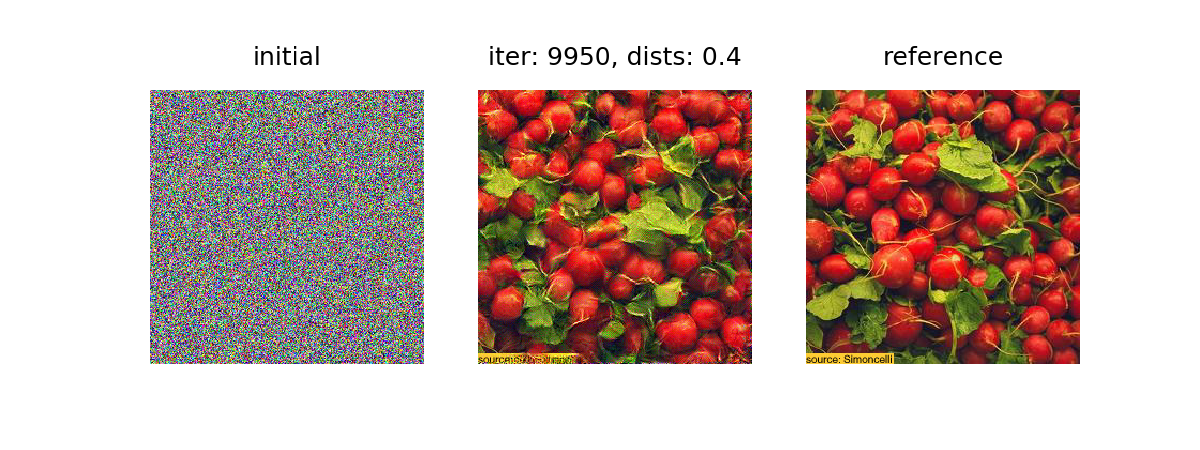 initial
iter: 9950, dists: 0.4
reference
source: Simoncelli